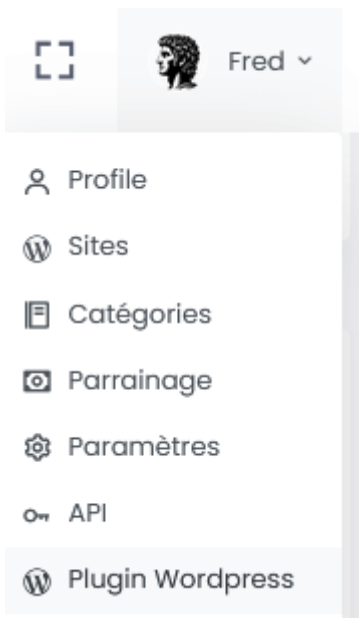 Fred
Profile
Sites
Catégories
Parrainage
Paramètres
API
Plugin Wordpress